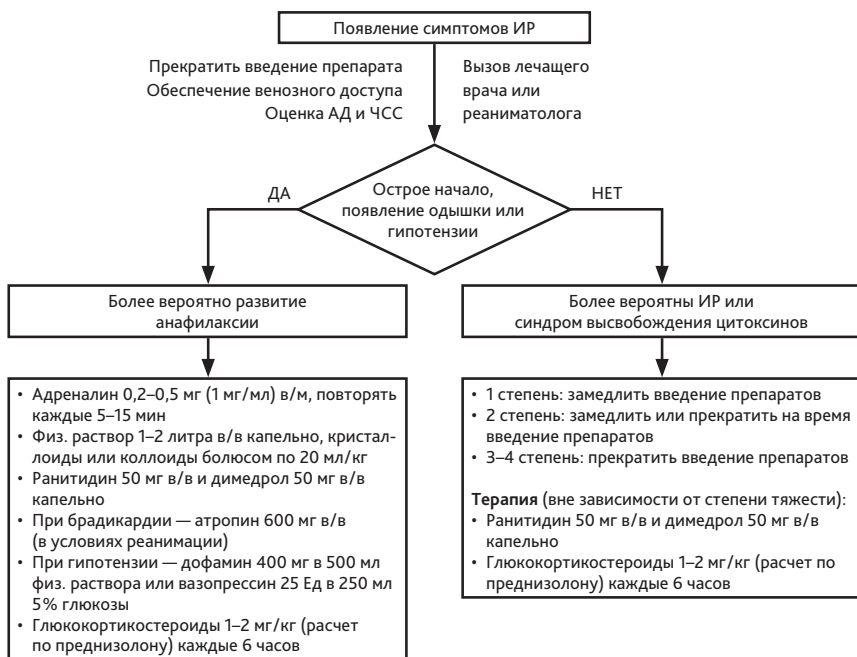 Появление симптомов ИР
Прекратить введение препарата
Обеспечение венозного доступа
Оценка АД и ЧСС
Вызов лечащего
врача или
реаниматолога
ДА
Острое начало,
появление одышки или
гипотензии
НЕТ
Более вероятно развитие
анафилаксии
Более вероятны ИР или
синдром высвобождения цитоксинов
• Адреналин 0,2–0,5 мг (1 мг/мл) в/м, повторять
каждые 5–15 мин
• Физ. раствор 1–2 литра в/в капельно, кристал-
лоиды или коллоиды болюсом по 20 мл/кг
• Ранитидин 50 мг в/в и димедрол 50 мг в/в
капельно
• При брадикардии — атропин 600 мг в/в
(в условиях реанимации)
• При гипотензии — дофамин 400 мг в 500 мл
физ. раствора или вазопрессин 25 Ед в 250 мл
5% глюкозы
• Глюкокортикостероиды 1–2 мг/кг (расчет
по преднизолону) каждые 6 часов
• 1 степень: замедлить введение препаратов
• 2 степень: замедлить или прекратить на время
введение препаратов
• 3–4 степень: прекратить введение препаратов
Терапия (вне зависимости от степени тяжести):
• Ранитидин 50 мг в/в и димедрол 50 мг в/в
капельно
• Глюкокортикостероиды 1–2 мг/кг (расчет по
преднизолону) каждые 6 часов